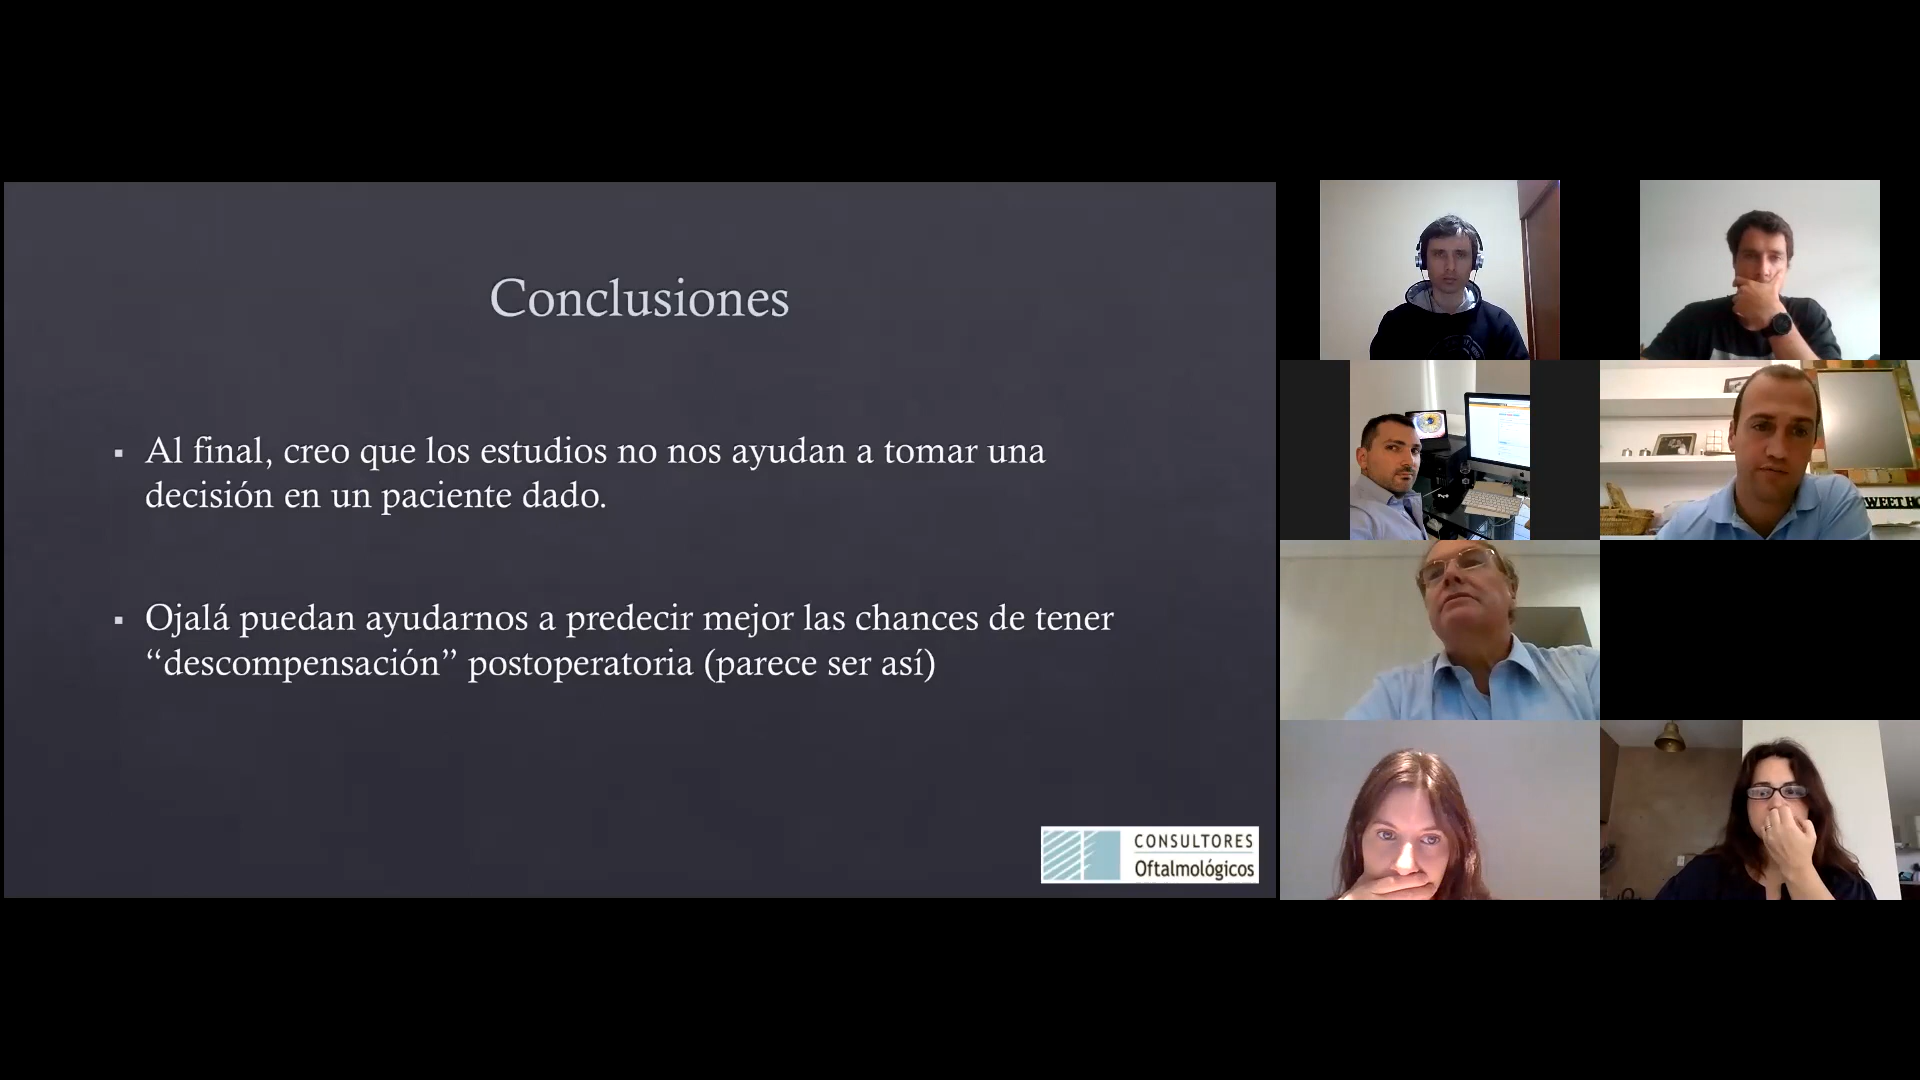 Conclusiones
▪ Al final, creo que los estudios no nos ayudan a tomar una
decisión en un paciente dado.
▪ Ojalá puedan ayudarnos a predecir mejor las chances de tener
“descompensación” postoperatoria (parece ser así)
CONSULTORES
Oftalmológicos
WEET H